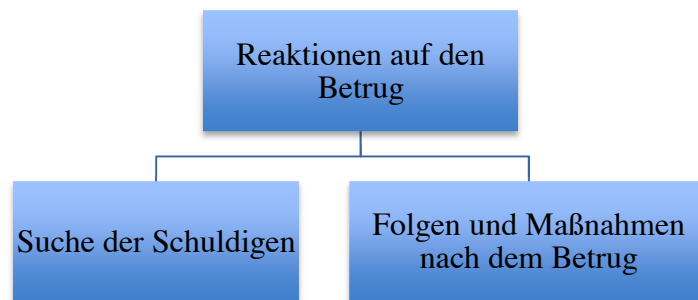 Reaktionen auf den
Betrug
Suche der Schuldigen
Folgen und Maßnahmen
nach dem Betrug